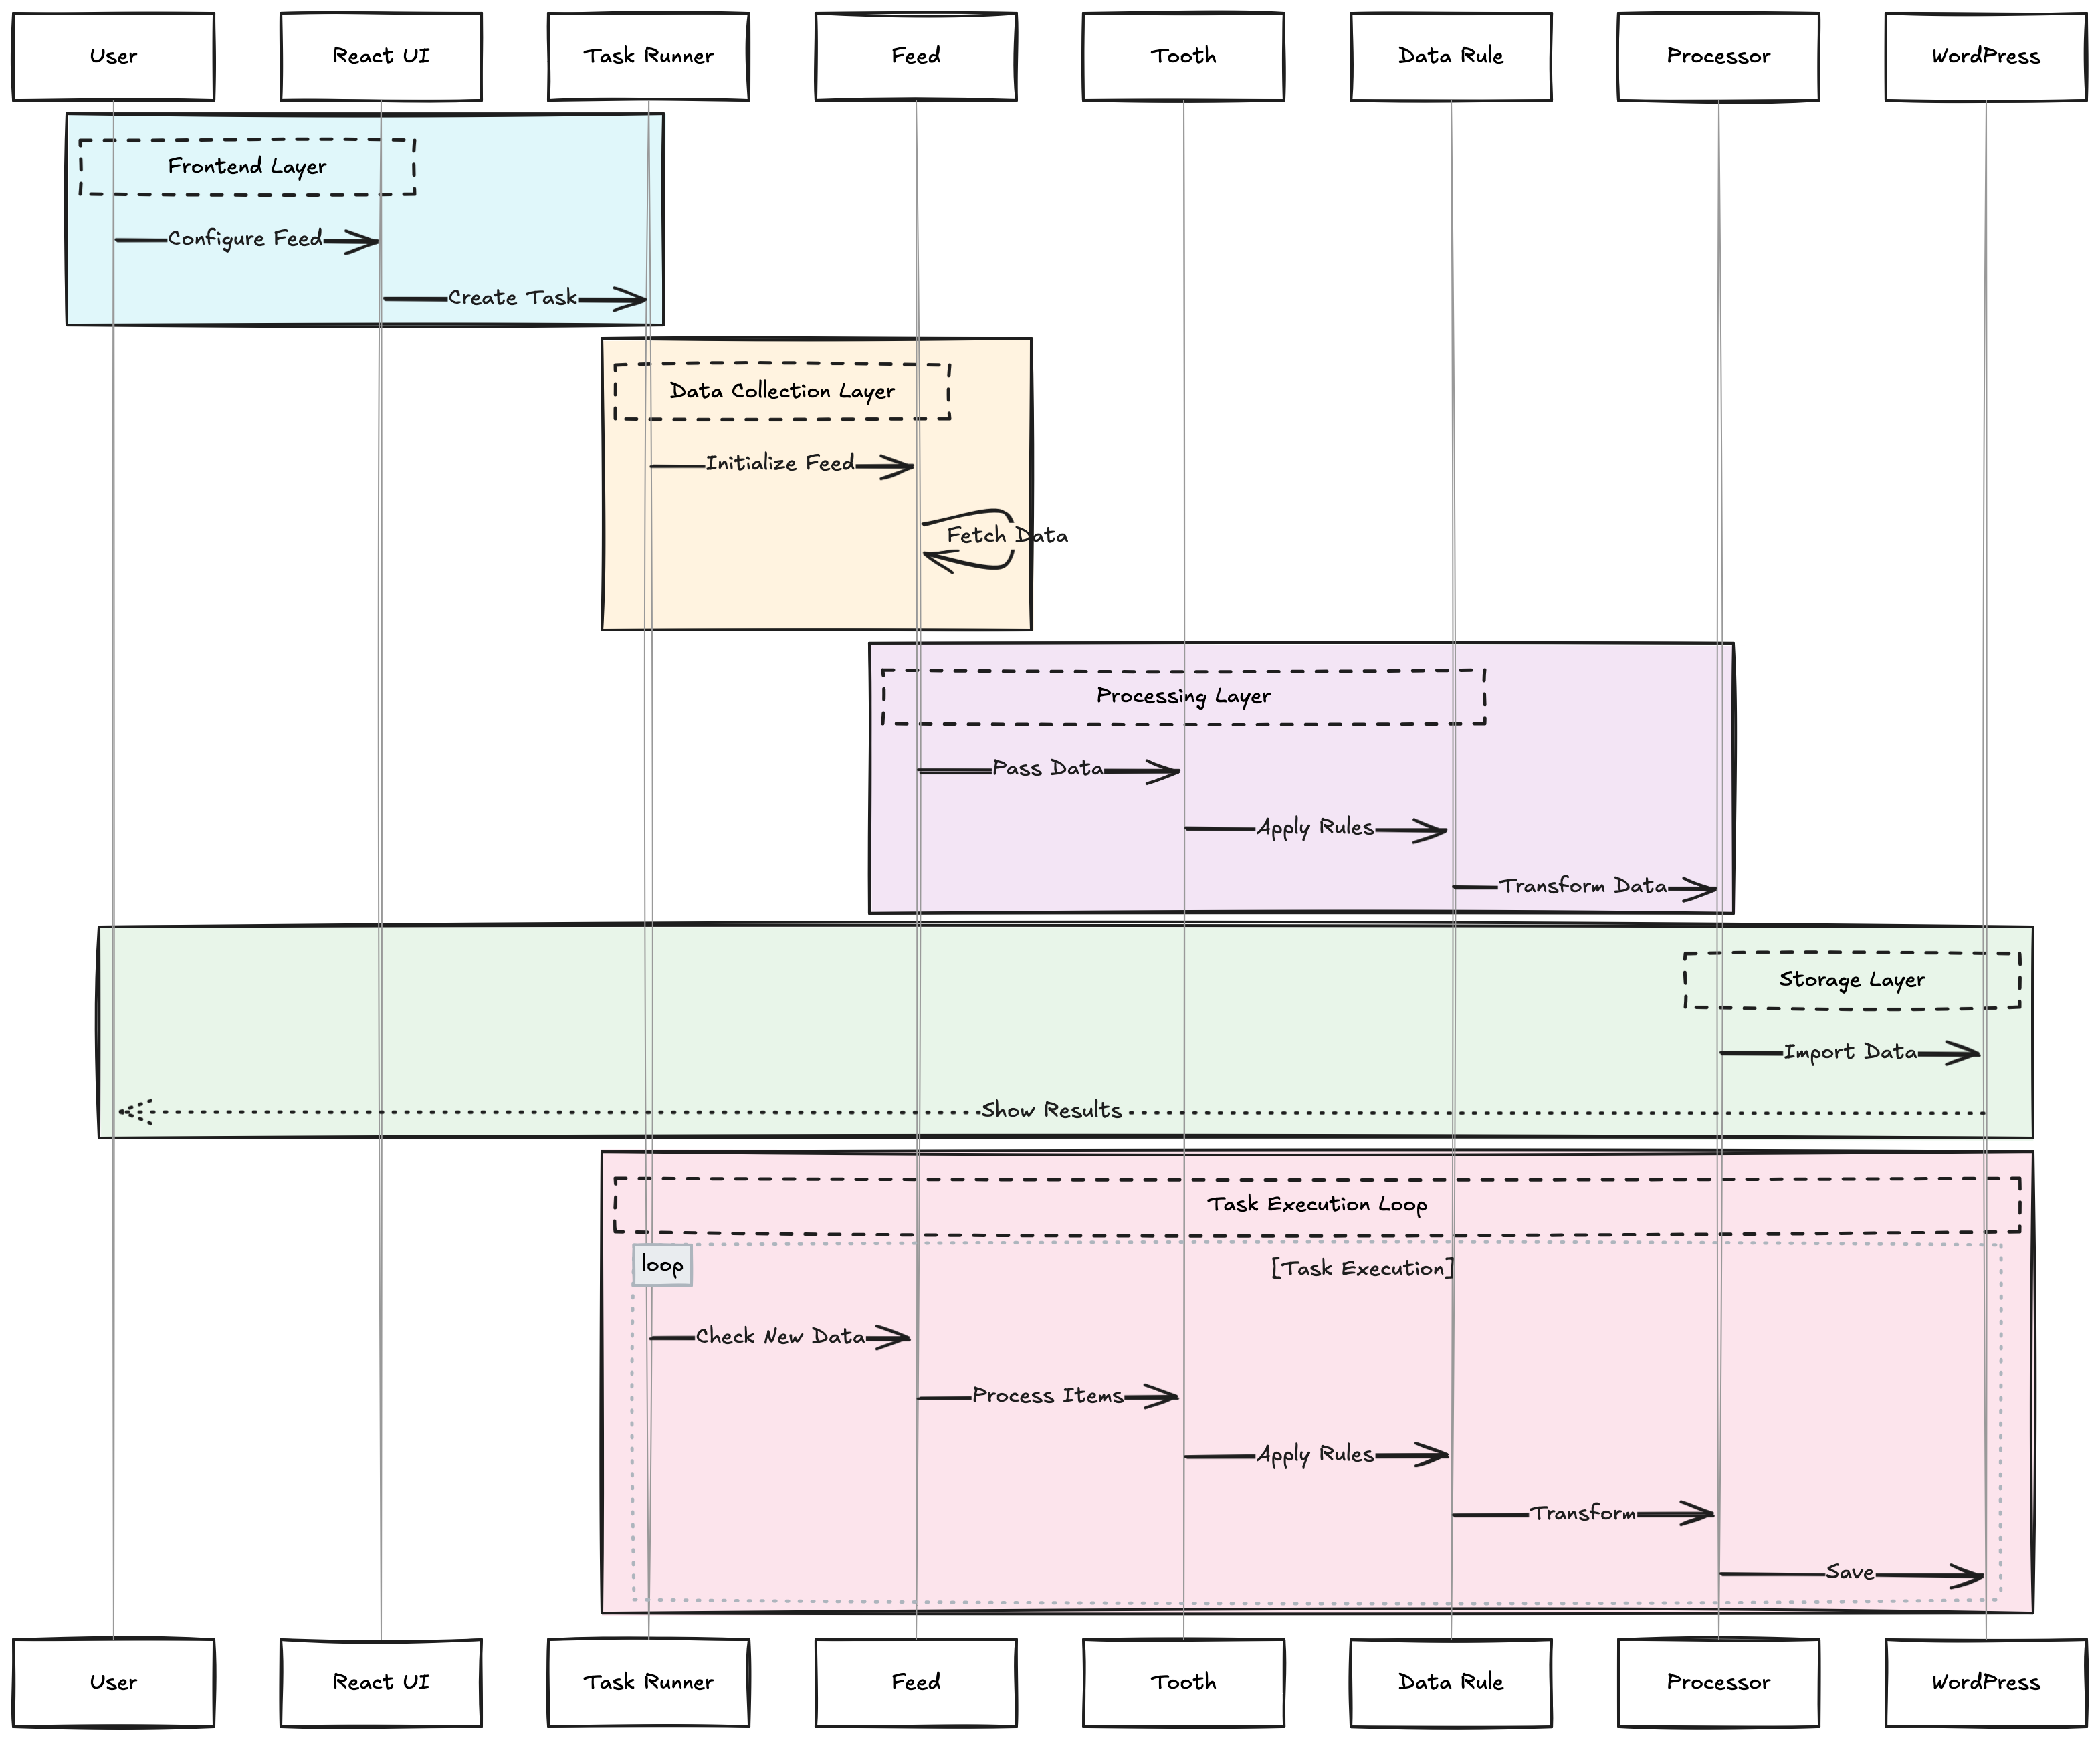 User
React UI
Task Runner
Feed
Tooth
Data Rule
Processor
WordPress
Frontend Layer
Configure Feed
Create Task
Data Collection Layer
Initialize Feed
Fetch Data
Processing Layer
Pass Data
Apply Rules
Transform Data
Storage Layer
Import Data
Show Results
Task Execution Loop
loop
[Task Execution]
Check New Data
Process Items
Apply Rules
Transform
Save
User
React UI
Task Runner
Feed
Tooth
Data Rule
Processor
WordPress